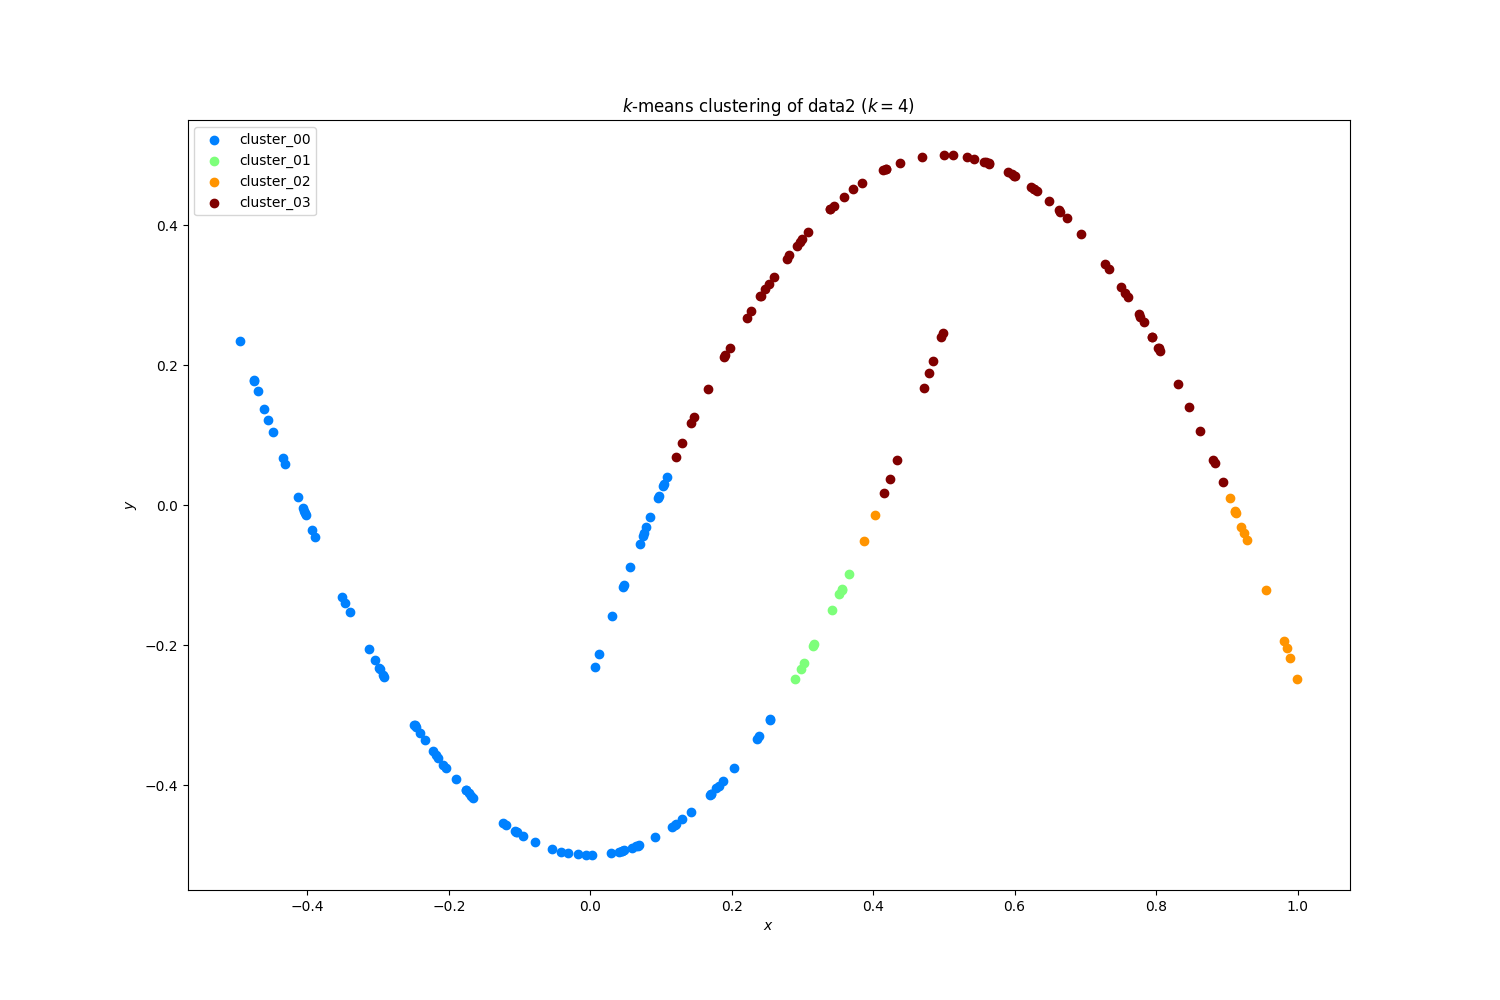 k-means clustering of data2 (k = 4)
cluster_00
cluster_01
cluster_02
cluster_03
0.4
0.2
0.0
−0.2
−0.4
y
−0.4 −0.2 0.0 0.2 0.4 0.6 0.8 1.0
x